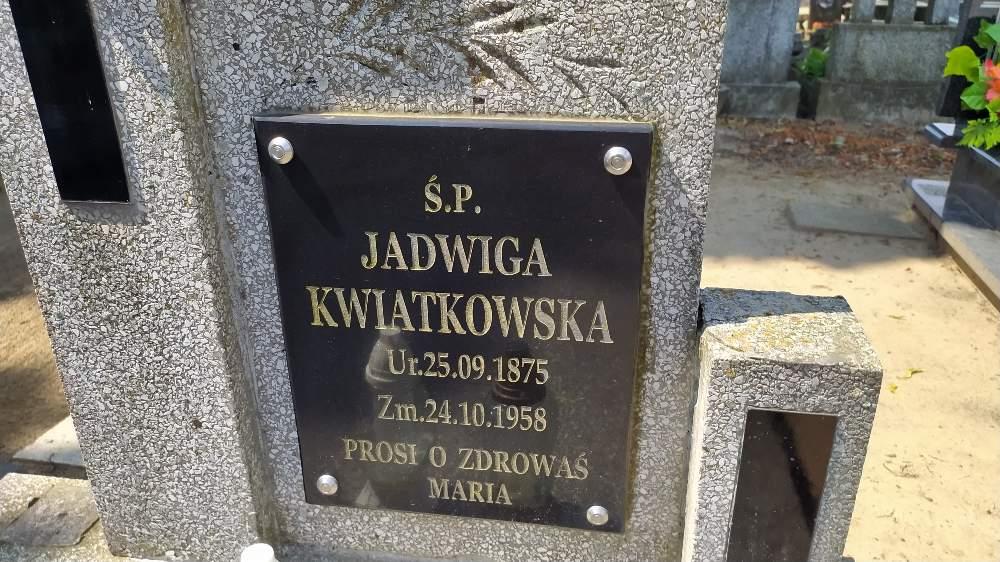 Ś.P.
JADWIGA
KWIATKOWSKA
Ur.25.09.1875
Zm.24.10.1958
PROSI O ZDROWAŚ
MARIA